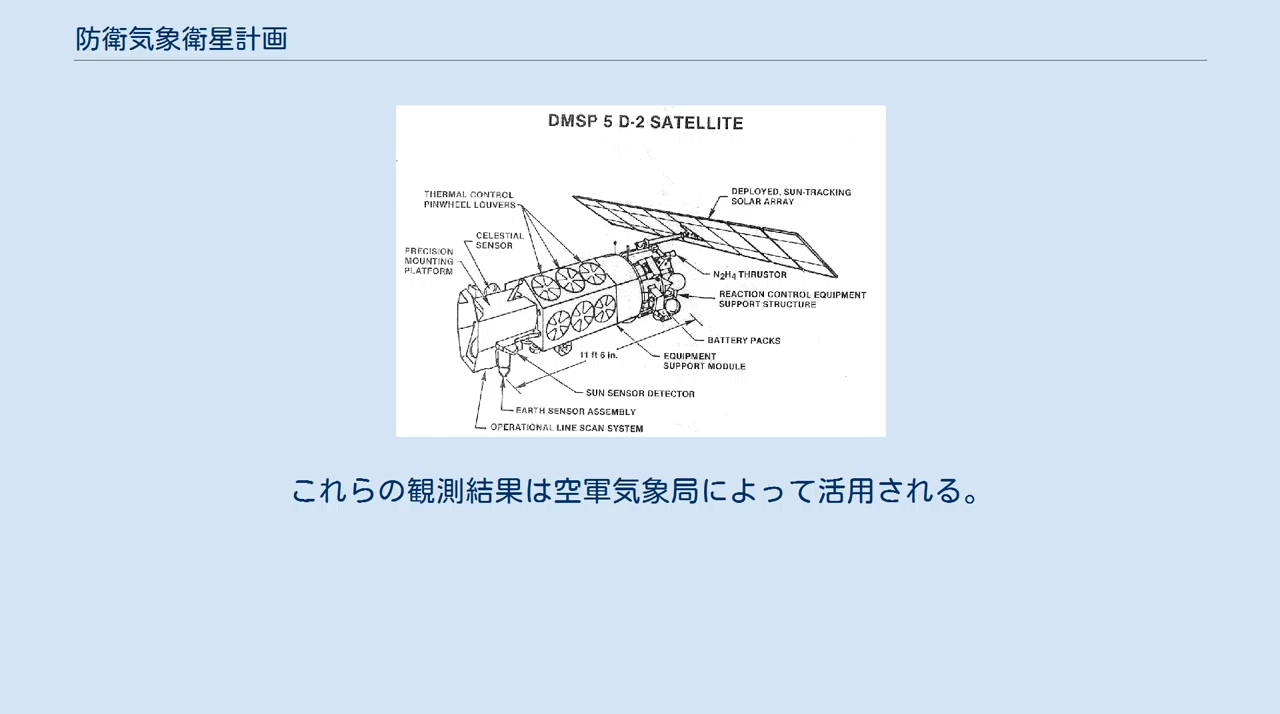 防衛気象衛星計画
DMSP 5 D-2 SATELLITE
THERMAL CONTROL
PINWHEEL LOUVERS
DEPLOYED, SUN-TRACKING
SOLAR ARRAY
CELESTIAL
SENSOR
PRECISION
MOUNTING
PLATFORM
N₂H₄ THRUSTOR
REACTION CONTROL EQUIPMENT
SUPPORT STRUCTURE
BATTERY PACKS
11 ft 6 in.
EQUIPMENT
SUPPORT MODULE
SUN SENSOR DETECTOR
EARTH SENSOR ASSEMBLY
OPERATIONAL LINE SCAN SYSTEM
これらの観測結果は空軍気象局によって活用される。